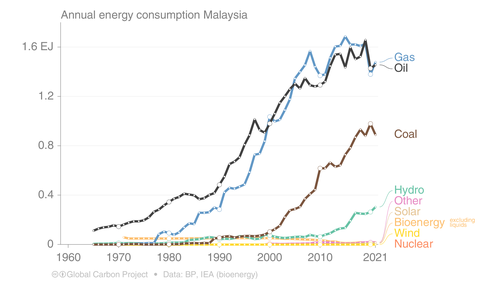 Annual energy consumption Malaysia
1.6 EJ
1.2
0.8
0.4
0
1960
1970
1980
1990
2000
2010
2021
Gas
Oil
Coal
Hydro
Other
Solar
Bioenergy excluding liquids
Wind
Nuclear
Global Carbon Project • Data: BP, IEA (bioenergy)